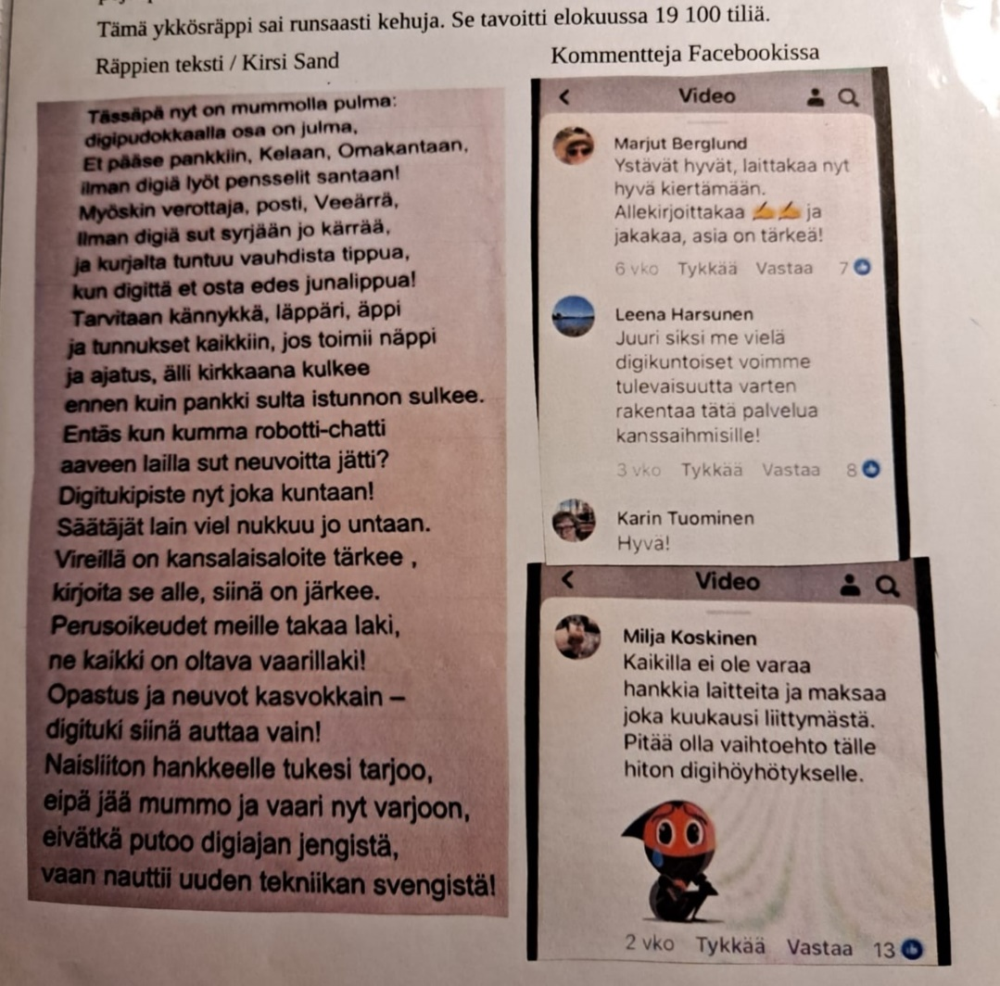 Tämä ykkösräppi sai runsaasti kehuja. Se tavoitti elokuussa 19 100 tiliä.
Räppien teksti / Kirsi Sand
Tässäpä nyt on mummolla pulma:
digipudokkaalla osa on julma,
Et pääse pankkiin, Kelaan, Omakantaan,
ilman digiä lyöt pensselit santaan!
Myöskin verottaja, posti, Veeärrä,
Ilman digiä sut syrjään jo kärrää,
ja kurjalta tuntuu vauhdista tippua,
kun digittä et osta edes junalippua!
Tarvitaan kännykkä, läppäri, äppi
ja tunnukset kaikkiin, jos toimii näppi
ja ajatus, älli kirkkaana kulkee
ennen kuin pankki sulta istunnon sulkee.
Entäs kun kumma robotti-chatti
aaveen lailla sut neuvoitta jätti?
Digitukipiste nyt joka kuntaan!
Säätäjät lain viel nukkuu jo untaan.
Vireillä on kansalaisaloite tärkee ,
kirjoita se alle, siinä on järkee.
Perusoikeudet meille takaa laki,
ne kaikki on oltava vaarillaki!
Opastus ja neuvot kasvokkain –
digituki siinä auttaa vain!
Naisliiton hankkeelle tukesi tarjoo,
eipä jää mummo ja vaari nyt varjoon,
eivätkä putoo digiajan jengistä,
vaan nauttii uuden tekniikan svengistä!
Kommentteja Facebookissa
Video
Marjut Berglund
Ystävät hyvät, laittakaa nyt
hyvä kiertämään.
Allekirjoittakaa ✍️✍️ ja
jakakaa, asia on tärkeä!
6 vko Tykkää Vastaa 7
Leena Harsunen
Juuri siksi me vielä
digikuntoiset voimme
tulevaisuutta varten
rakentaa tätä palvelua
kanssaihmisille!
3 vko Tykkää Vastaa 8
Karin Tuominen
Hyvä!
Video
Milja Koskinen
Kaikilla ei ole varaa
hankkia laitteita ja maksaa
joka kuukausi liittymästä.
Pitää olla vaihtoehto tälle
hiton digihöyhötykselle.
2 vko Tykkää Vastaa 13